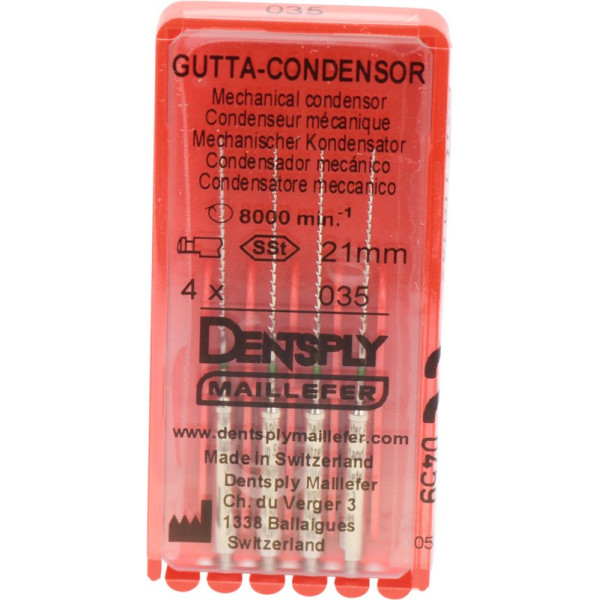 035
GUTTA-CONDENSOR
Mechanical condensor
Condenseur mécanique
Mechanischer Kondensator
Condensador mecánico
Condensatore meccanico
8000 min.-1
SSt 21mm
4 x 035
DENTSPLY
MAILLEFER
www.dentsplymaillefer.com
Made in Switzerland
Dentsply Maillefer
Ch. du Verger 3
1338 Ballaigues
Switzerland
0459
05